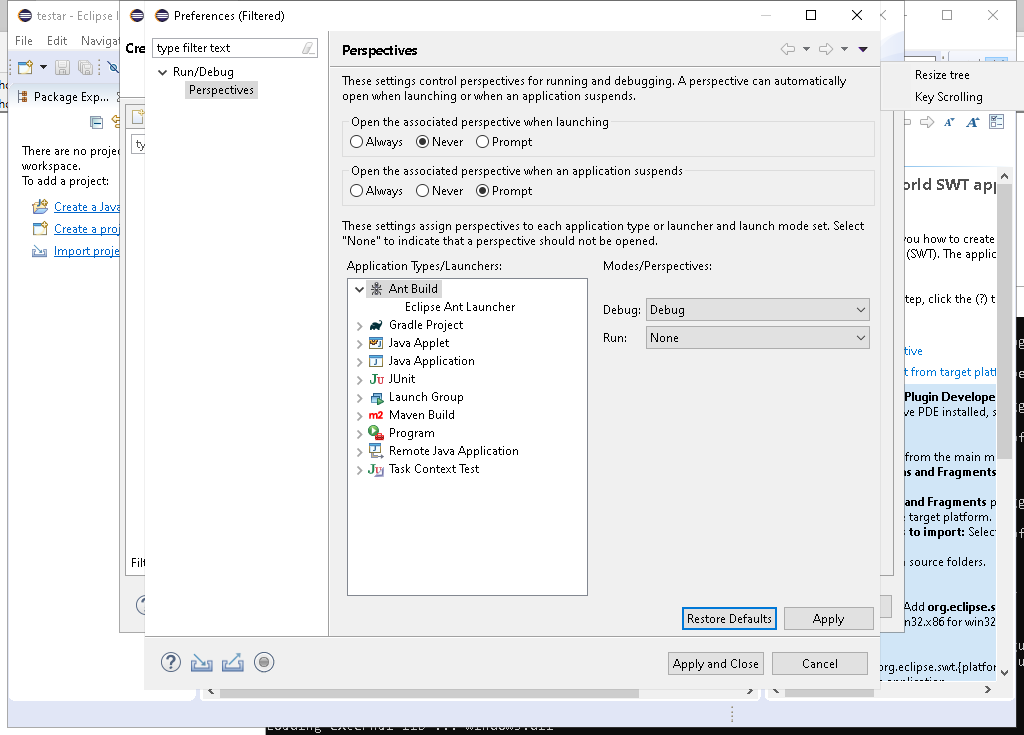 testar - Eclipse I
Preferences (Filtered)
File Edit Navigat
Cre
type filter text
Run/Debug
Perspectives
Package Exp...
There are no projec
workspace.
To add a project:
Create a Java
Create a proj
Import proje
ty
Filt
Perspectives
These settings control perspectives for running and debugging. A perspective can automatically
open when launching or when an application suspends.
Open the associated perspective when launching
Always Never Prompt
Open the associated perspective when an application suspends
Always Never Prompt
These settings assign perspectives to each application type or launcher and launch mode set. Select
"None" to indicate that a perspective should not be opened.
Application Types/Launchers:
Modes/Perspectives:
Ant Build
Eclipse Ant Launcher
Gradle Project
Java Applet
Java Application
JUnit
Launch Group
Maven Build
Program
Remote Java Application
Task Context Test
Debug: Debug
Run: None
Restore Defaults
Apply
Apply and Close
Cancel
Resize tree
Key Scrolling
orld SWT app
you how to create
(SWT). The applic
tep, click the (?) t
tive
t from target platf
Plugin Develope
ve PDE installed, s
from the main m
ns and Fragments
and Fragments p
target platform.
s to import: Selec
source folders.
Add org.eclipse.s
n32.x86 for win32
org.eclipse.swt.{platfor
application
Loading external lib ... windows.dll